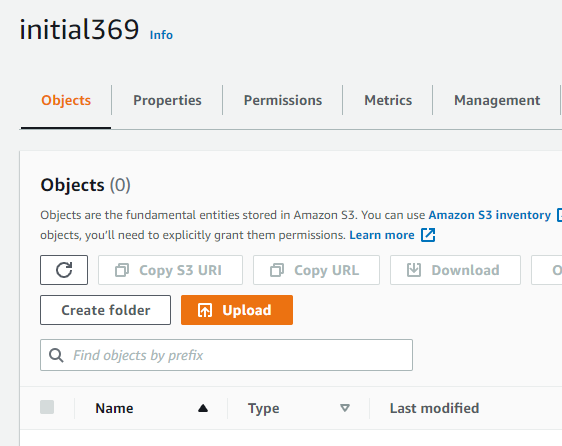 initial369 Info
Objects Properties Permissions Metrics Management
Objects (0)
Objects are the fundamental entities stored in Amazon S3. You can use Amazon S3 inventory
objects, you'll need to explicitly grant them permissions. Learn more
Copy S3 URI Copy URL Download
Create folder Upload
Find objects by prefix
Name Type Last modified